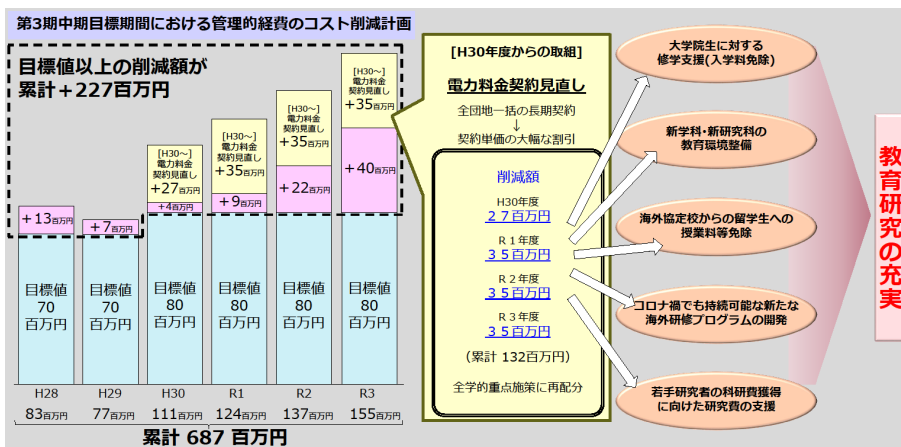 第3期中期目標期間における管理的経費のコスト削減計画
目標値以上の削減額が
累計＋227百万円
＋13百万円
＋7百万円
[H30～]
電力料金
契約見直し
+27百万円
+4百万円
[H30～]
電力料金
契約見直し
+35百万円
+9百万円
[H30～]
電力料金
契約見直し
+35百万円
+22百万円
[H30～]
電力料金
契約見直し
+35百万円
+40百万円
目標値
70
百万円
目標値
70
百万円
目標値
80
百万円
目標値
80
百万円
目標値
80
百万円
目標値
80
百万円
H28 H29 H30 R1 R2 R3
83百万円 77百万円 111百万円 124百万円 137百万円 155百万円
累計 687 百万円
[H30年度からの取組]
電力料金契約見直し
全団地一括の長期契約
↓
契約単価の大幅な割引
削減額
H30年度
２７百万円
R１年度
３５百万円
R２年度
３５百万円
R３年度
３５百万円
(累計 132百万円)
全学的重点施策に再配分
大学院生に対する
修学支援(入学料免除)
新学科・新研究科の
教育環境整備
海外協定校からの留学生への
授業料等免除
コロナ禍でも持続可能な新たな
海外研修プログラムの開発
若手研究者の科研費獲得
に向けた研究費の支援
教育研究の充実